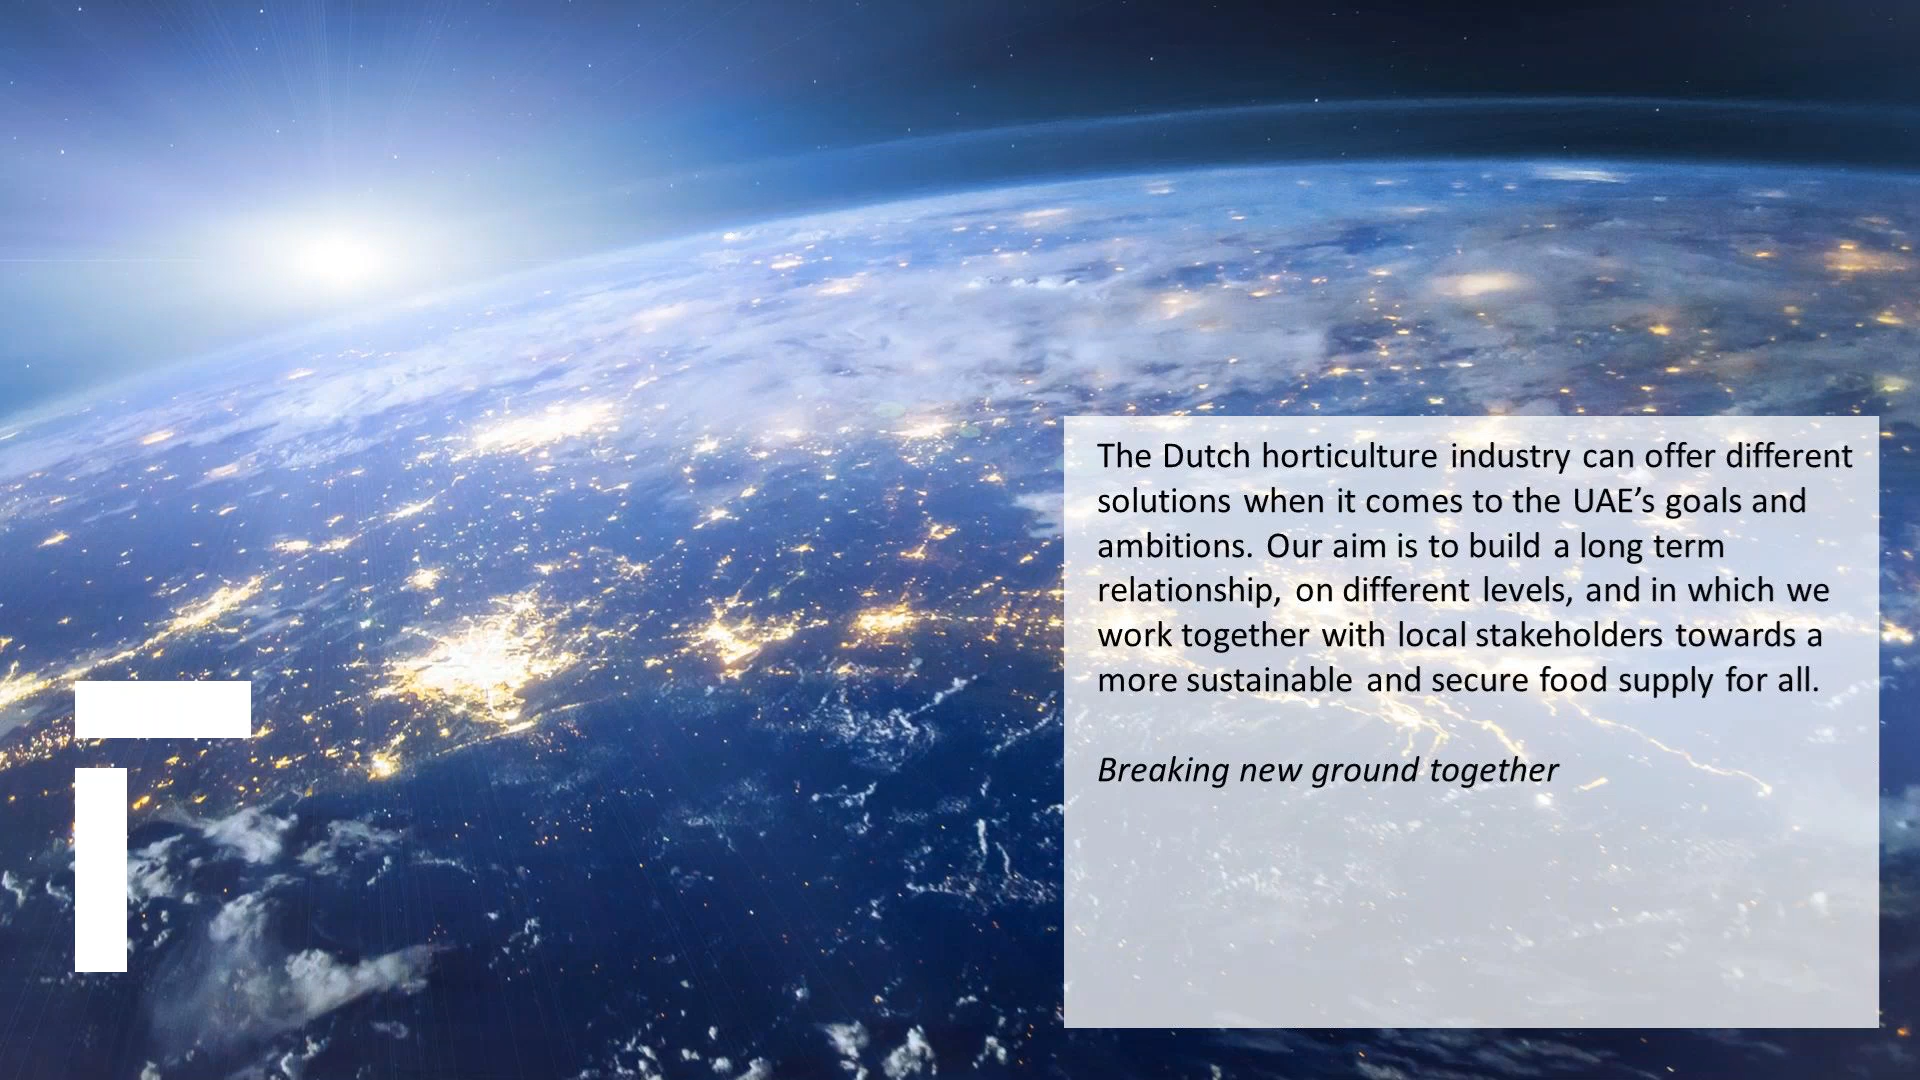 The Dutch horticulture industry can offer different
solutions when it comes to the UAE’s goals and
ambitions. Our aim is to build a long term
relationship, on different levels, and in which we
work together with local stakeholders towards a
more sustainable and secure food supply for all.
Breaking new ground together